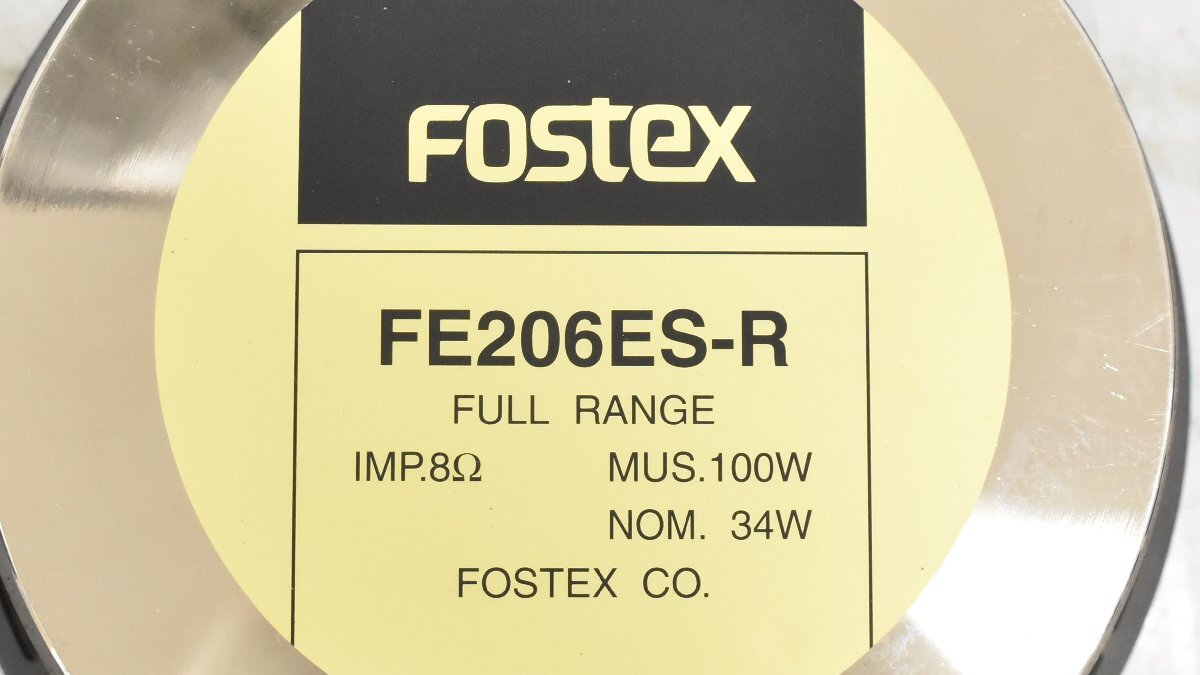 FOSTEX
FE206ES-R
FULL RANGE
IMP.8Ω MUS.100W
NOM. 34W
FOSTEX CO.